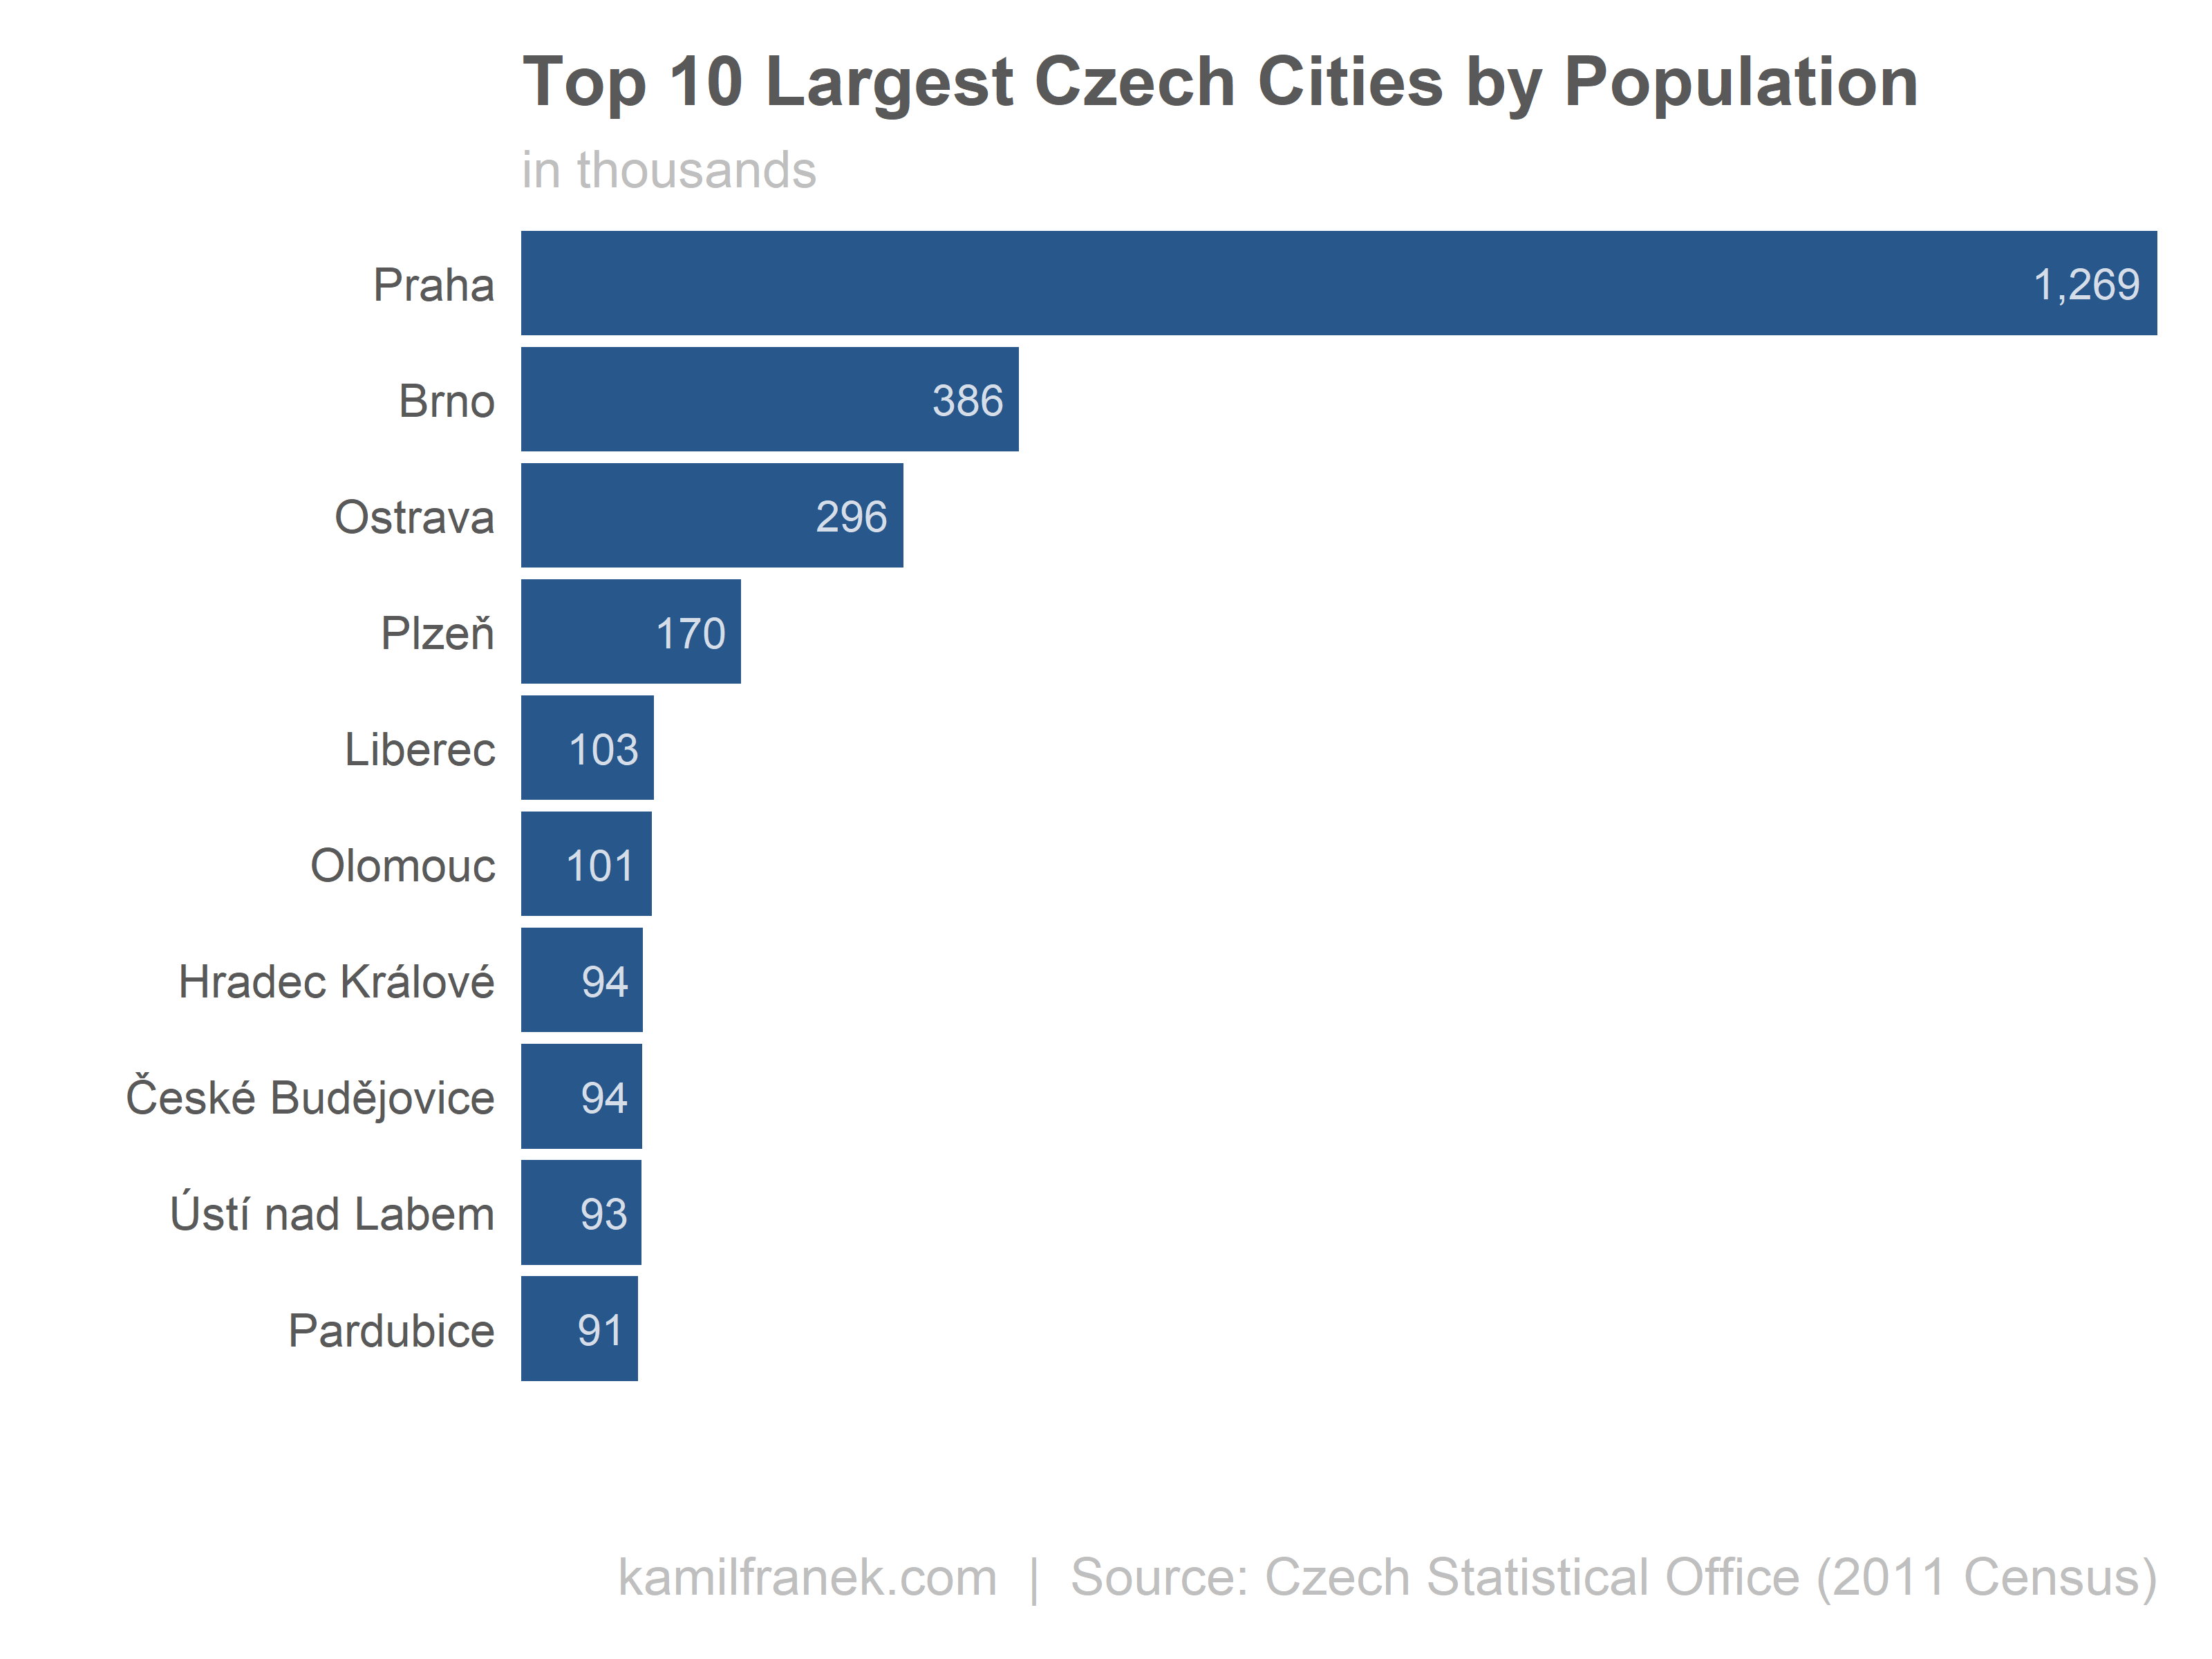 Top 10 Largest Czech Cities by Population
in thousands
Praha 1,269
Brno 386
Ostrava 296
Plzeň 170
Liberec 103
Olomouc 101
Hradec Králové 94
České Budějovice 94
Ústí nad Labem 93
Pardubice 91
kamilfranek.com | Source: Czech Statistical Office (2011 Census)